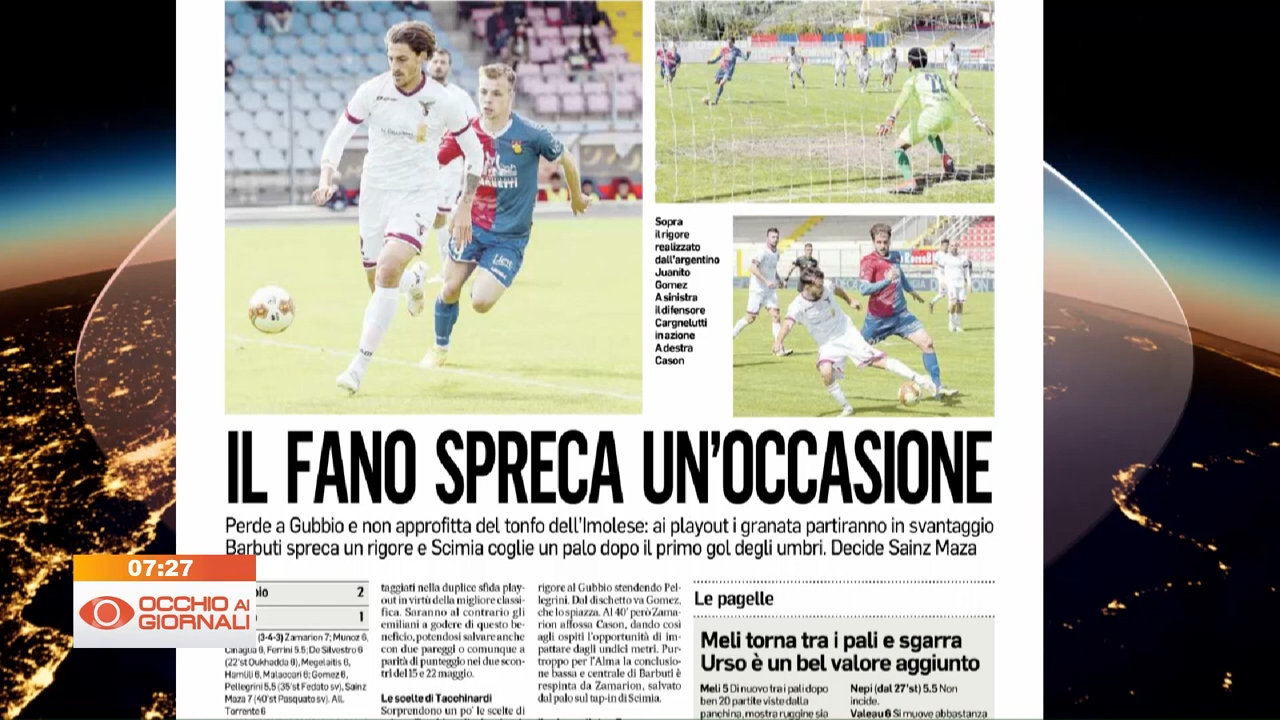 Sopra
il rigore
realizzato
dall'argentino
Juanito
Gomez
A sinistra
il difensore
Cargnelutti
in azione
A destra
Cason
IL FANO SPRECA UN'OCCASIONE
Perde a Gubbio e non approfitta del tonfo dell'Imolese: ai playout i granata partiranno in svantaggio
Barbuti spreca un rigore e Scimia coglie un palo dopo il primo gol degli umbri. Decide Sainz Maza
07:27
OCCHIO AI
GIORNALI
2
1
(3-4-3) Zamarion 7; Munoz 6,
Cinaglia 6, Ferrini 5.5; De Silvestro 6
(22'st Oukhadda 6), Megelaitis 6,
Hamlili 6, Malaccari 6; Gomez 6,
Pellegrini 5.5 (35'st Fedato sv), Sainz
Maza 7 (40'st Pasquato sv). All.
Torrente 6
taggiati nella duplice sfida play-
out in virtù della migliore classi-
fica. Saranno al contrario gli
emiliani a godere di questo be-
neficio, potendosi salvare anche
con due pareggi o comunque a
parità di punteggio nei due scon-
tri del 15 e 22 maggio.
Le scelte di Tacchinardi
Sorprendono un po' le scelte di
rigore al Gubbio stendendo Pel-
legrini. Dal dischetto va Gomez,
che lo spiazza. Al 40' però Zama-
rion affossa Cason, dando così
agli ospiti l'opportunità di im-
pattare dagli undici metri. Pur-
troppo per l'Alma la conclusio-
ne bassa e centrale di Barbuti è
respinta da Zamarion, salvato
dal palo sul tap-in di Scimia.
Le pagelle
Meli torna tra i pali e sgarra
Urso è un bel valore aggiunto
Meli 5 Di nuovo tra i pali dopo
ben 20 partite viste dalla
panchina, mostra ruggine sia
Nepi (dal 27'st) 5.5 Non
incide.
Valeau 6 Si muove abbastanza